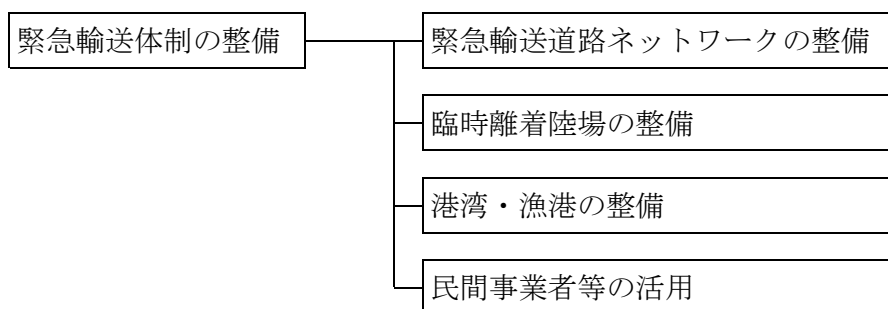 緊急輸送体制の整備
緊急輸送道路ネットワークの整備
臨時離着陸場の整備
港湾・漁港の整備
民間事業者等の活用